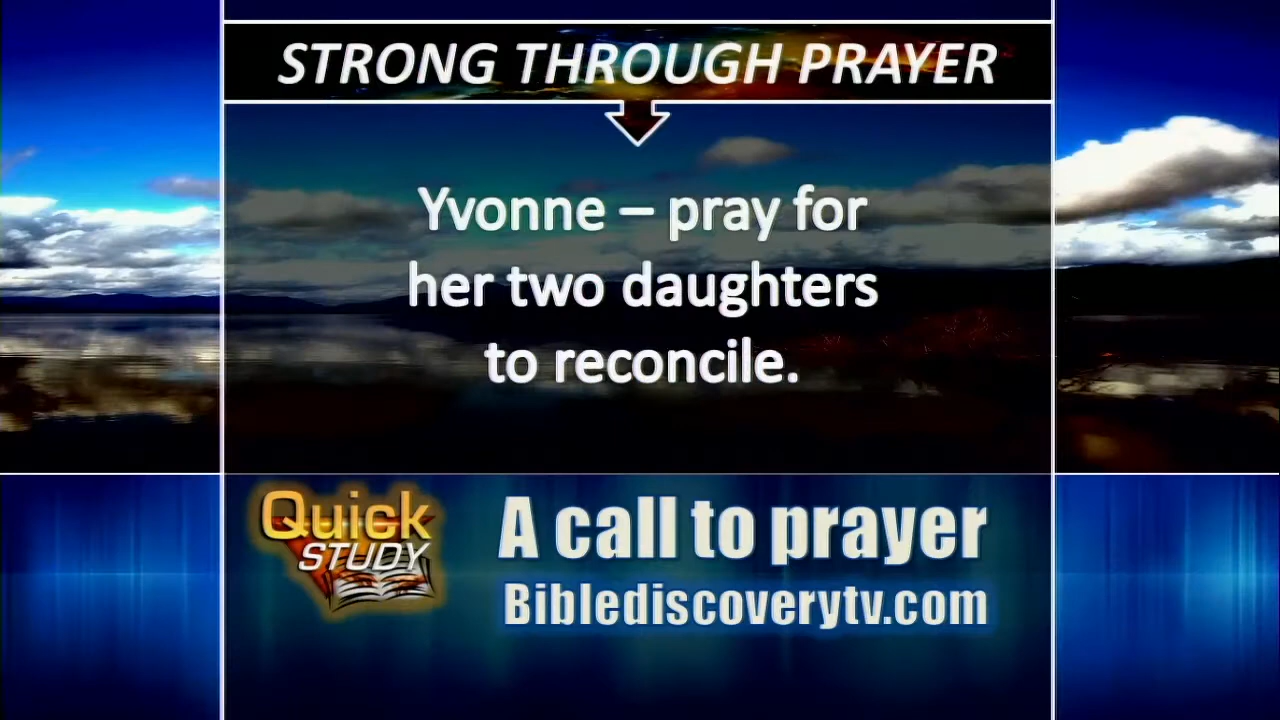 STRONG THROUGH PRAYER
Yvonne – pray for
her two daughters
to reconcile.
Quick
STUDY
A call to prayer
Biblediscoverytv.com